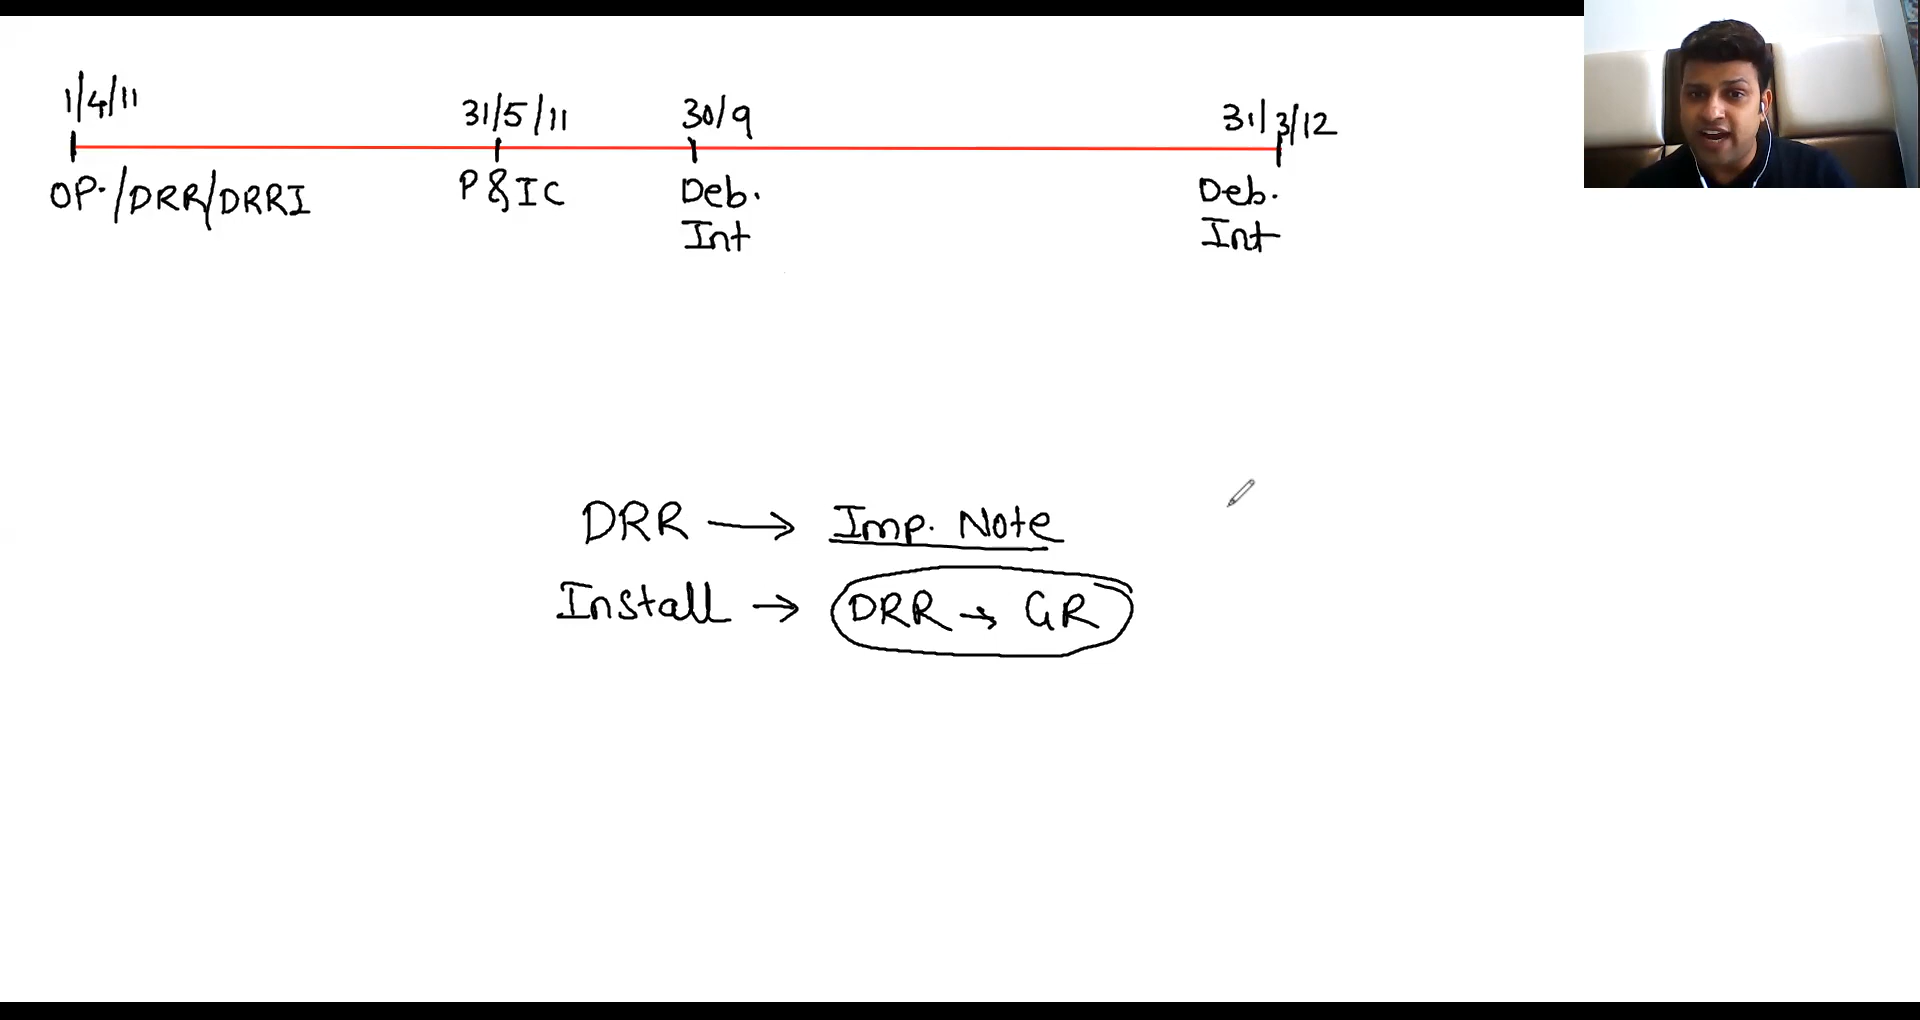 1/4/11 31/5/11 30/9 31/3/12
OP./DRR/DRRI P&IC Deb. Deb.
Int Int
DRR → Imp. Note
Install → DRR → GR